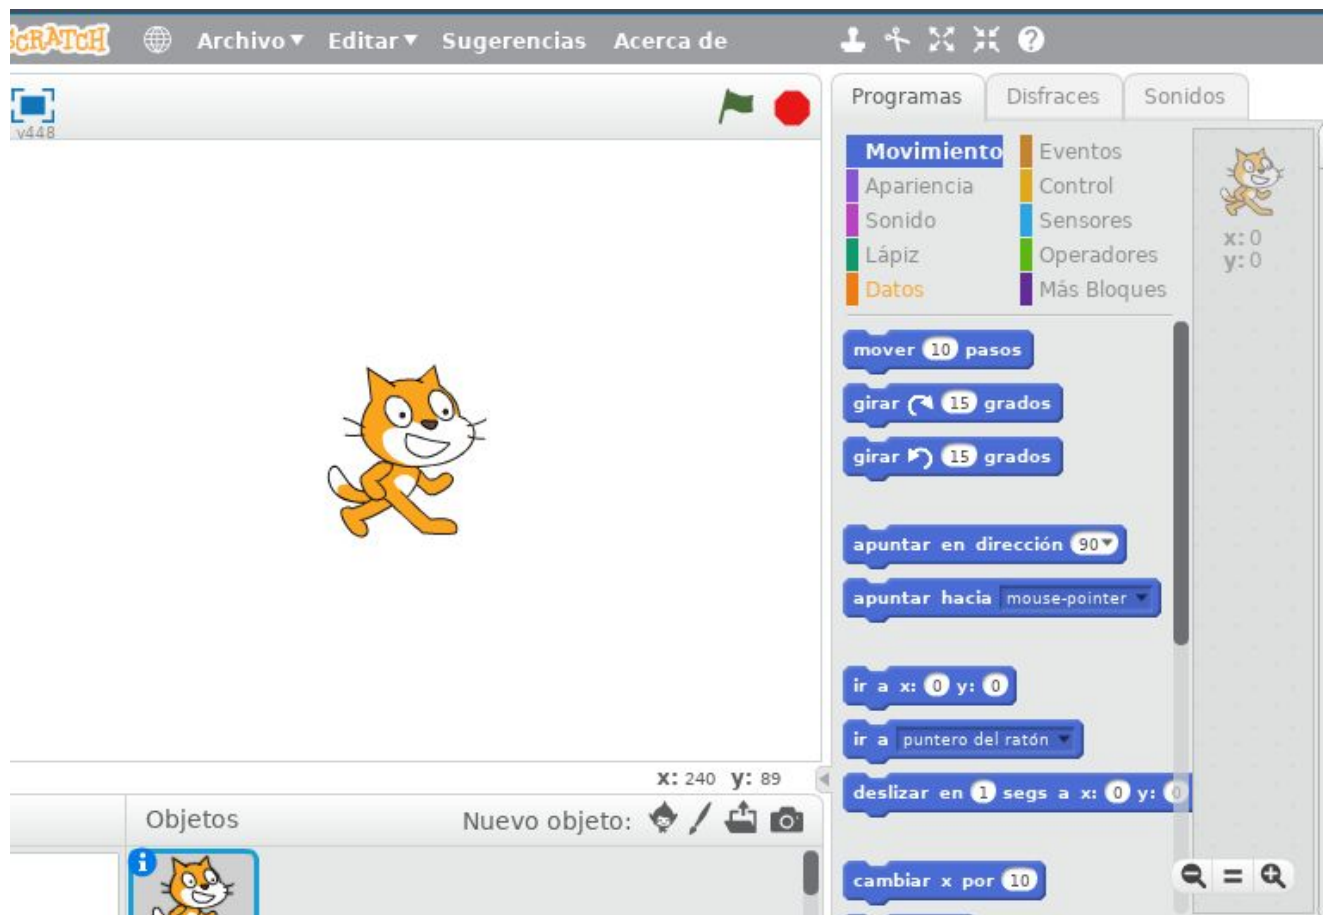 SCRATCH Archivo Editar Sugerencias Acerca de
v448
Programas Disfraces Sonidos
Movimiento Eventos
Apariencia Control
Sonido Sensores
Lápiz Operadores
Datos Más Bloques
x: 0
y: 0
mover 10 pasos
girar 15 grados
girar 15 grados
apuntar en dirección 90
apuntar hacia mouse-pointer
ir a x: 0 y: 0
ir a puntero del ratón
deslizar en 1 segs a x: 0 y: 0
cambiar x por 10
x: 240 y: 89
Objetos Nuevo objeto: